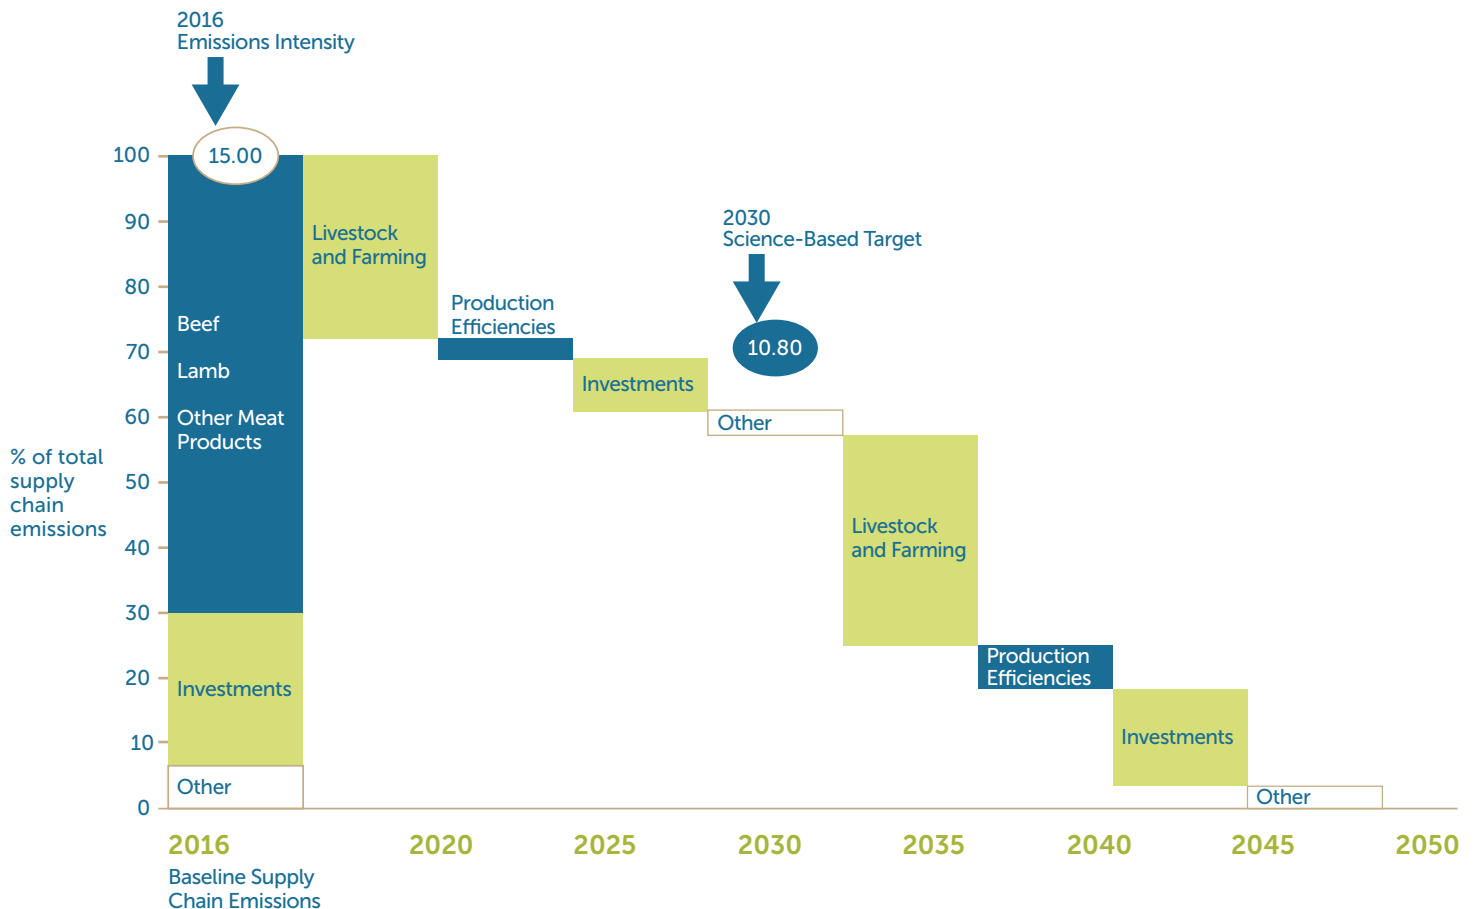 2016
Emissions Intensity
15.00
100
90
80
70
60
50
40
30
20
10
0
% of total
supply
chain
emissions
Beef
Lamb
Other Meat
Products
Investments
Other
Livestock
and Farming
Production
Efficiencies
Investments
2030
Science-Based Target
10.80
Other
Livestock
and Farming
Production
Efficiencies
Investments
Other
2016
2020
2025
2030
2035
2040
2045
2050
Baseline Supply
Chain Emissions